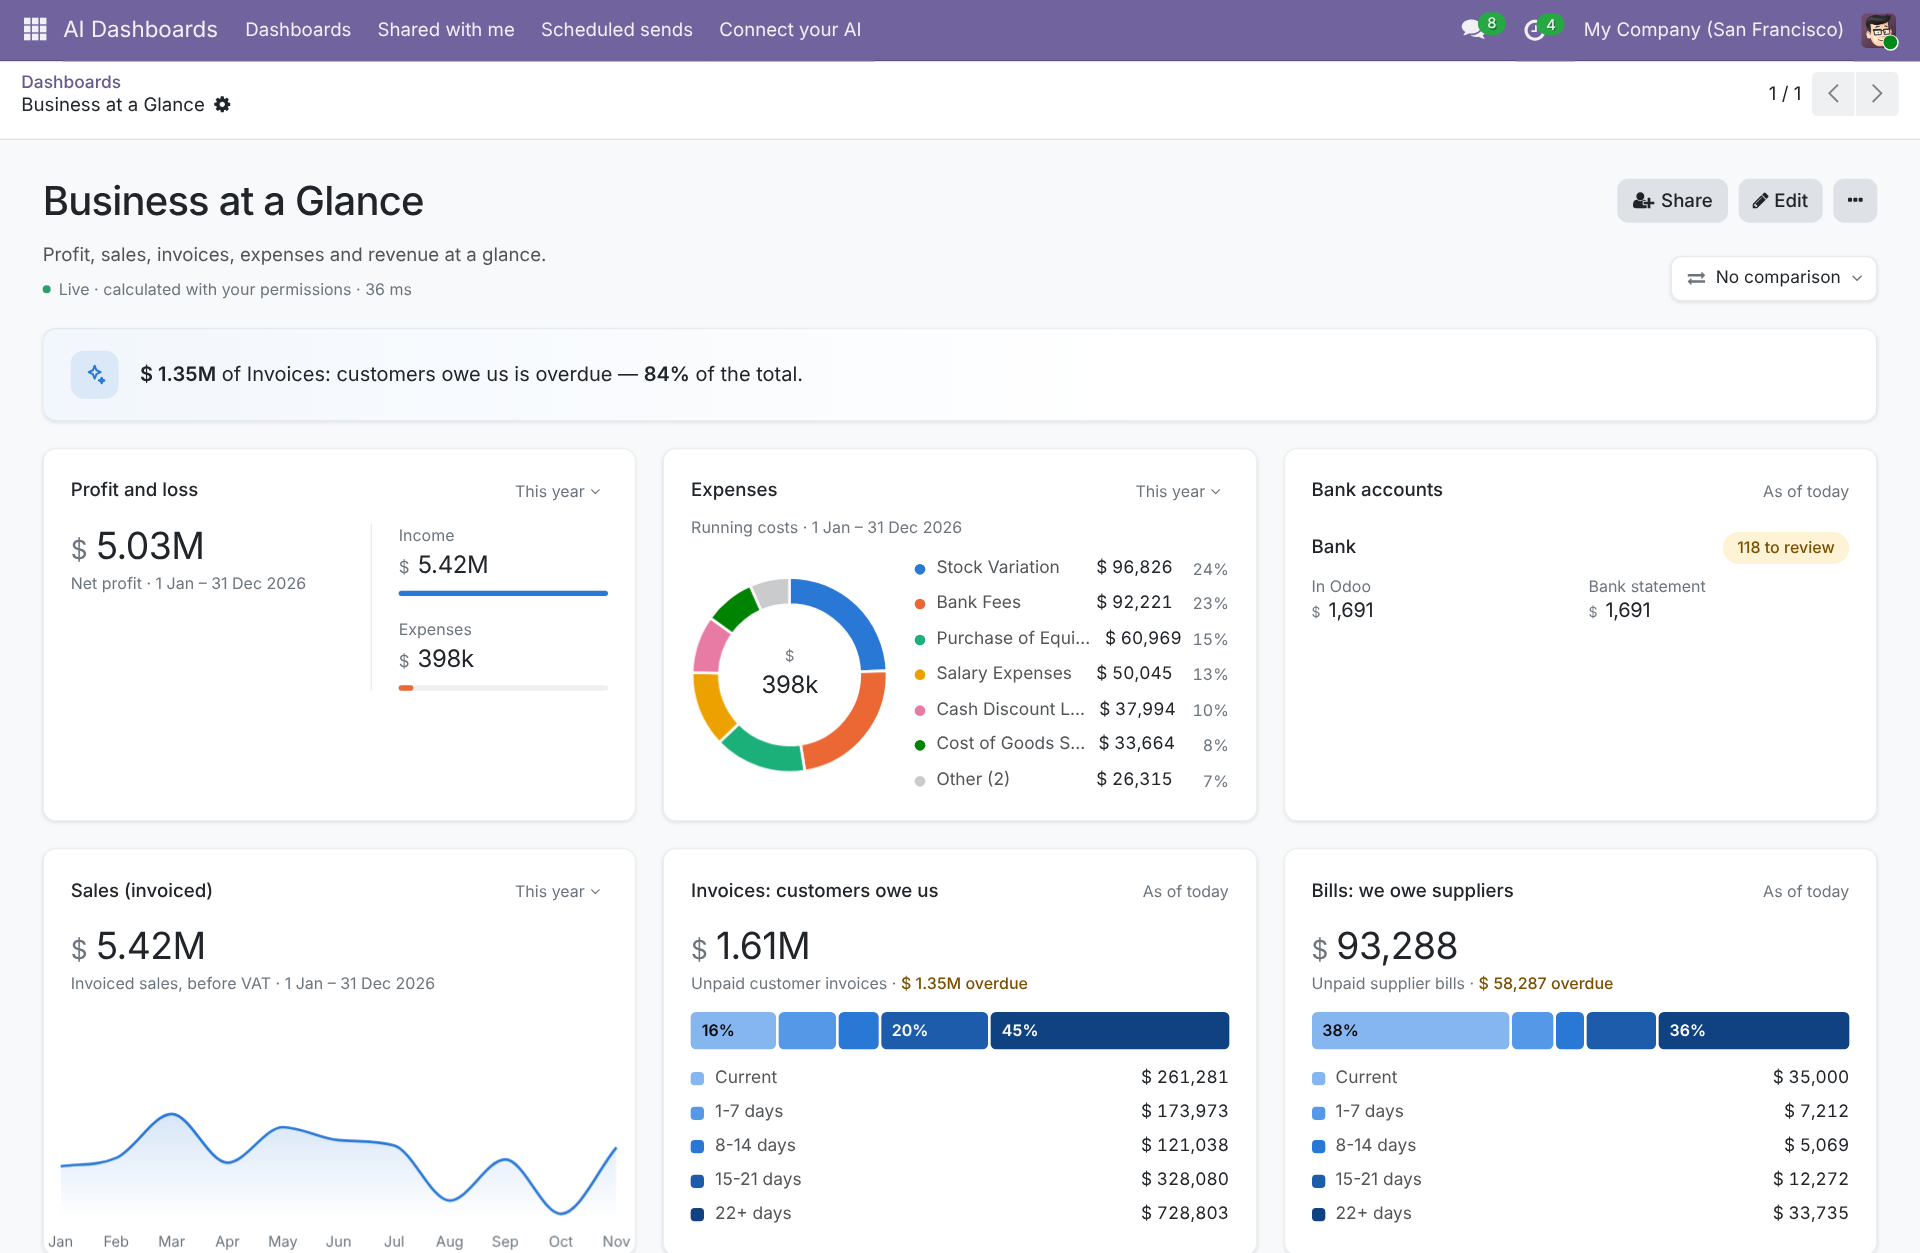 AI Dashboards Dashboards Shared with me Scheduled sends Connect your AI 8 4 My Company (San Francisco)
Dashboards
Business at a Glance
1 / 1
Business at a Glance
Share Edit
Profit, sales, invoices, expenses and revenue at a glance.
Live · calculated with your permissions · 36 ms
No comparison
$ 1.35M of Invoices: customers owe us is overdue — 84% of the total.
Profit and loss This year
$ 5.03M
Net profit · 1 Jan – 31 Dec 2026
Income
$ 5.42M
Expenses
$ 398k
Expenses This year
Running costs · 1 Jan – 31 Dec 2026
$
398k
Stock Variation $ 96,826 24%
Bank Fees $ 92,221 23%
Purchase of Equi... $ 60,969 15%
Salary Expenses $ 50,045 13%
Cash Discount L... $ 37,994 10%
Cost of Goods S... $ 33,664 8%
Other (2) $ 26,315 7%
Bank accounts As of today
Bank 118 to review
In Odoo Bank statement
$ 1,691 $ 1,691
Sales (invoiced) This year
$ 5.42M
Invoiced sales, before VAT · 1 Jan – 31 Dec 2026
Jan Feb Mar Apr May Jun Jul Aug Sep Oct Nov
Invoices: customers owe us As of today
$ 1.61M
Unpaid customer invoices · $ 1.35M overdue
16% 20% 45%
Current $ 261,281
1-7 days $ 173,973
8-14 days $ 121,038
15-21 days $ 328,080
22+ days $ 728,803
Bills: we owe suppliers As of today
$ 93,288
Unpaid supplier bills · $ 58,287 overdue
38% 36%
Current $ 35,000
1-7 days $ 7,212
8-14 days $ 5,069
15-21 days $ 12,272
22+ days $ 33,735